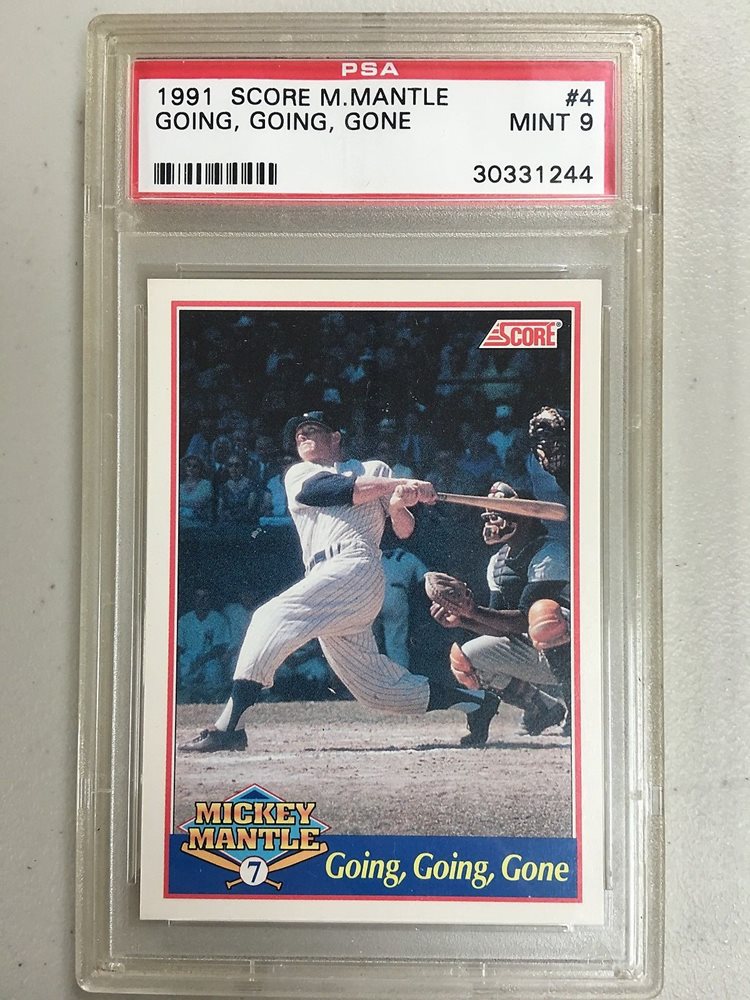 PSA
1991 SCORE M.MANTLE #4
GOING, GOING, GONE MINT 9
30331244
SCORE®
MICKEY
MANTLE
7
Going, Going, Gone